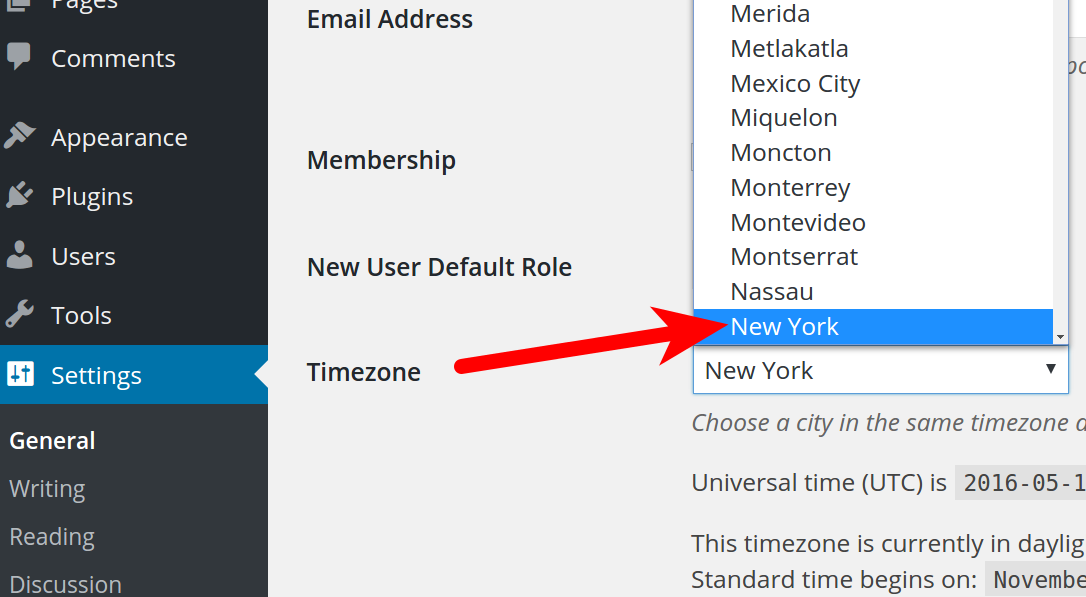 Pages
Comments
Appearance
Plugins
Users
Tools
Settings
General
Writing
Reading
Discussion
Email Address
Membership
New User Default Role
Timezone
Merida
Metlakatla
Mexico City
Miquelon
Moncton
Monterrey
Montevideo
Montserrat
Nassau
New York
New York
Choose a city in the same timezone a
Universal time (UTC) is 2016-05-1
This timezone is currently in daylig
Standard time begins on: Novembe